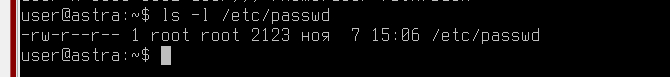 user@astra:~$ ls -l /etc/passwd
-rw-r--r-- 1 root root 2123 ноя  7 15:06 /etc/passwd
user@astra:~$